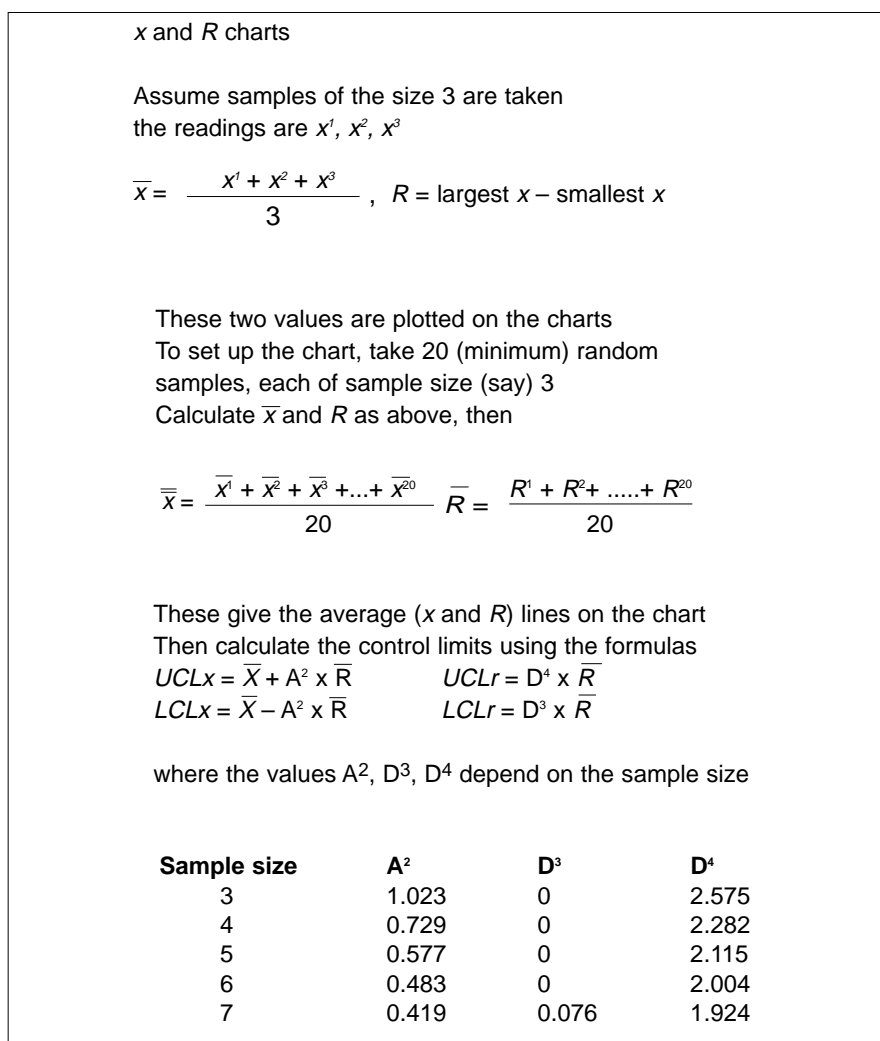 x and R charts
Assume samples of the size 3 are taken
the readings are x¹, x², x³
x̅ = x¹ + x² + x³ / 3 , R = largest x – smallest x
These two values are plotted on the charts
To set up the chart, take 20 (minimum) random
samples, each of sample size (say) 3
Calculate x̅ and R as above, then
x̿ = x̅¹ + x̅² + x̅³ +...+ x̅²⁰ / 20 R̅ = R¹ + R²+ .....+ R²⁰ / 20
These give the average (x and R) lines on the chart
Then calculate the control limits using the formulas
UCLx = X̿ + A² x R̅ UCLr = D⁴ x R̅
LCLx = X̿ – A² x R̅ LCLr = D³ x R̅
where the values A², D³, D⁴ depend on the sample size
Sample size A² D³ D⁴
3 1.023 0 2.575
4 0.729 0 2.282
5 0.577 0 2.115
6 0.483 0 2.004
7 0.419 0.076 1.924